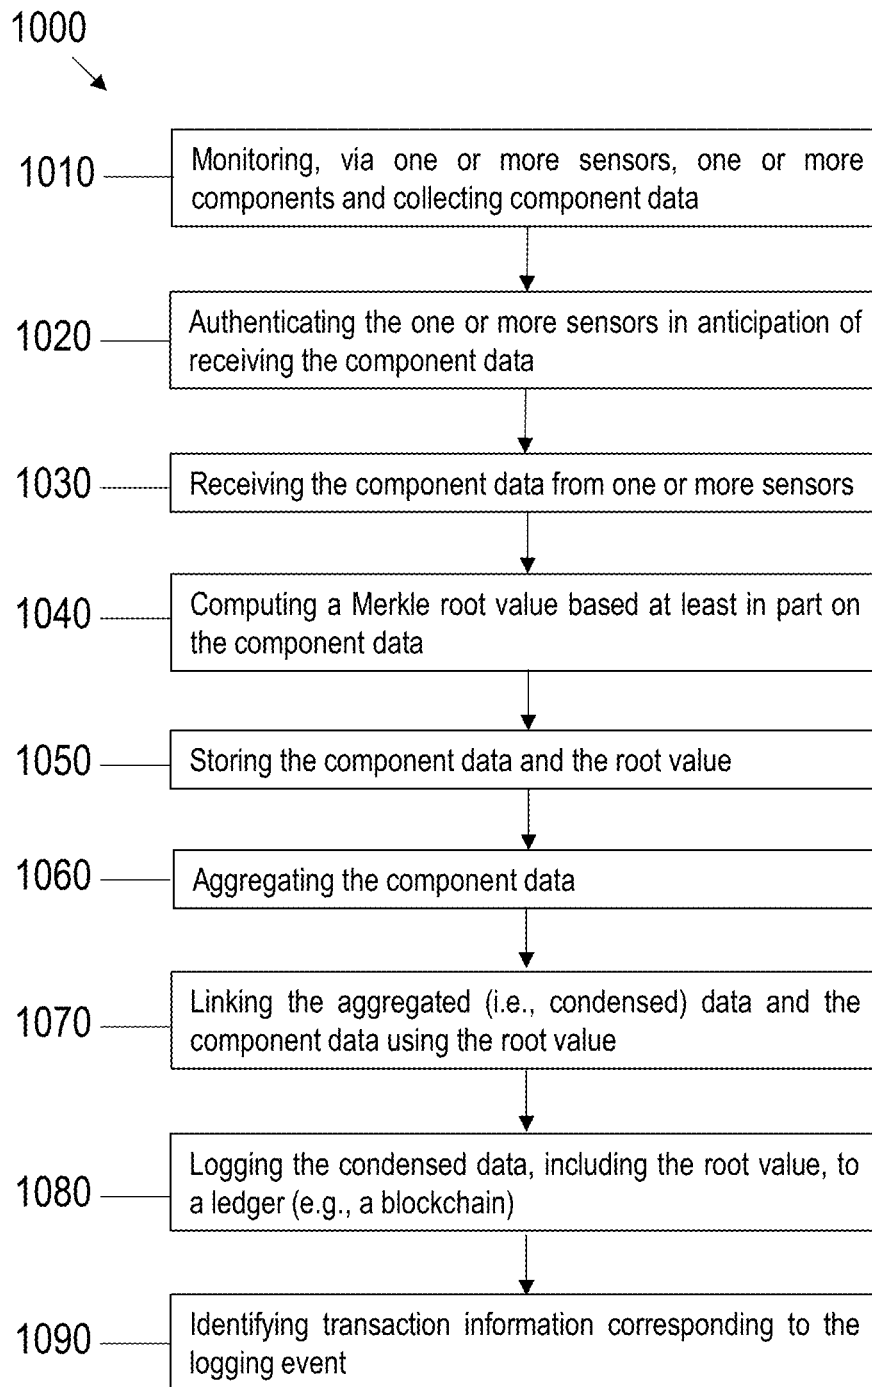 1000
1010
Monitoring, via one or more sensors, one or more
components and collecting component data
1020
Authenticating the one or more sensors in anticipation of
receiving the component data
1030
Receiving the component data from one or more sensors
1040
Computing a Merkle root value based at least in part on
the component data
1050
Storing the component data and the root value
1060
Aggregating the component data
1070
Linking the aggregated (i.e., condensed) data and the
component data using the root value
1080
Logging the condensed data, including the root value, to
a ledger (e.g., a blockchain)
1090
Identifying transaction information corresponding to the
logging event